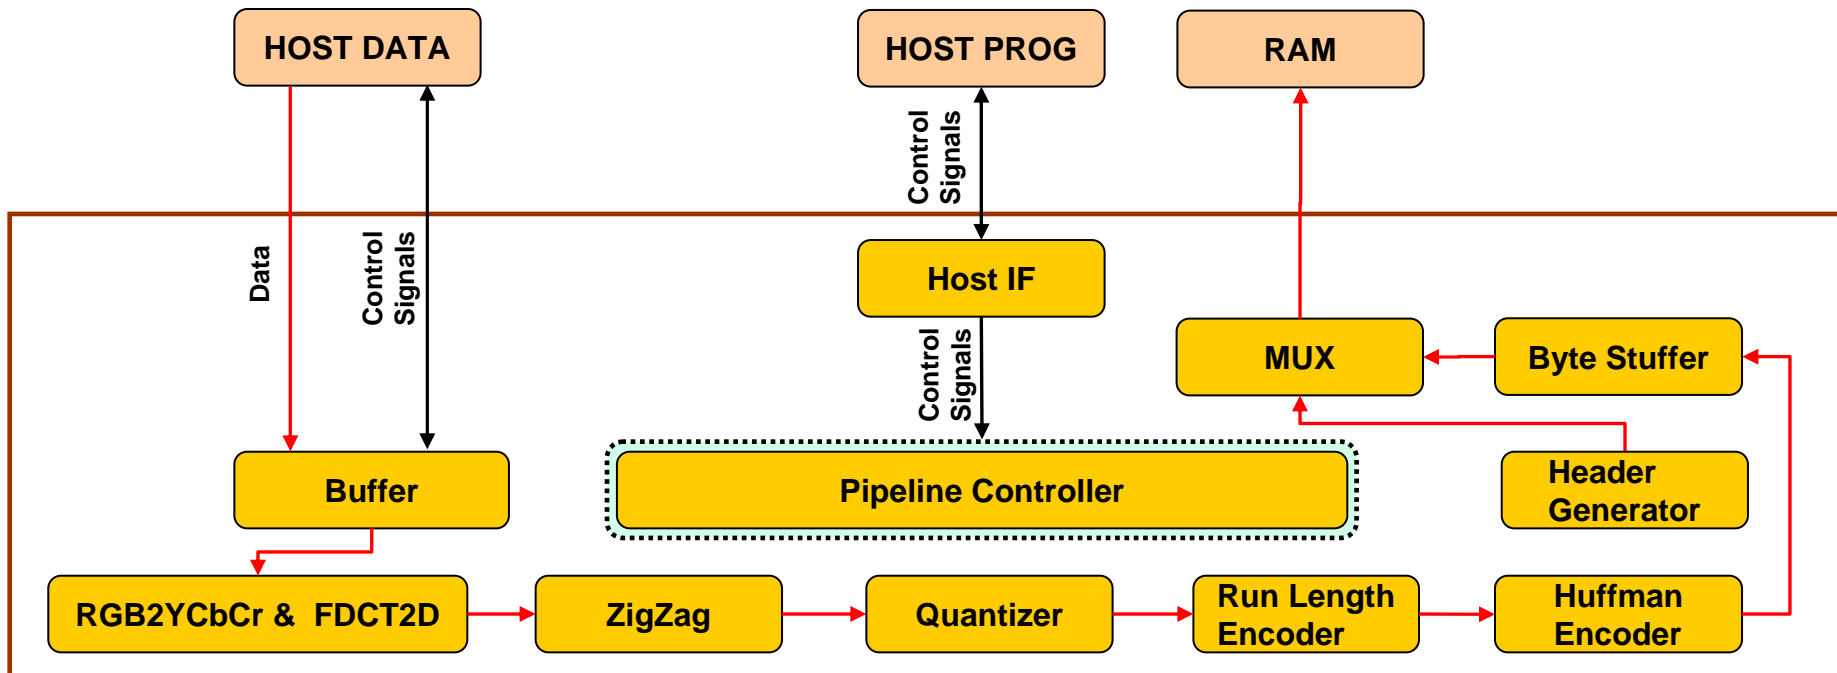 HOST DATA
HOST PROG
RAM
Control
Signals
Data
Control
Signals
Host IF
Control
Signals
MUX
Byte Stuffer
Buffer
Pipeline Controller
Header
Generator
RGB2YCbCr & FDCT2D
ZigZag
Quantizer
Run Length
Encoder
Huffman
Encoder